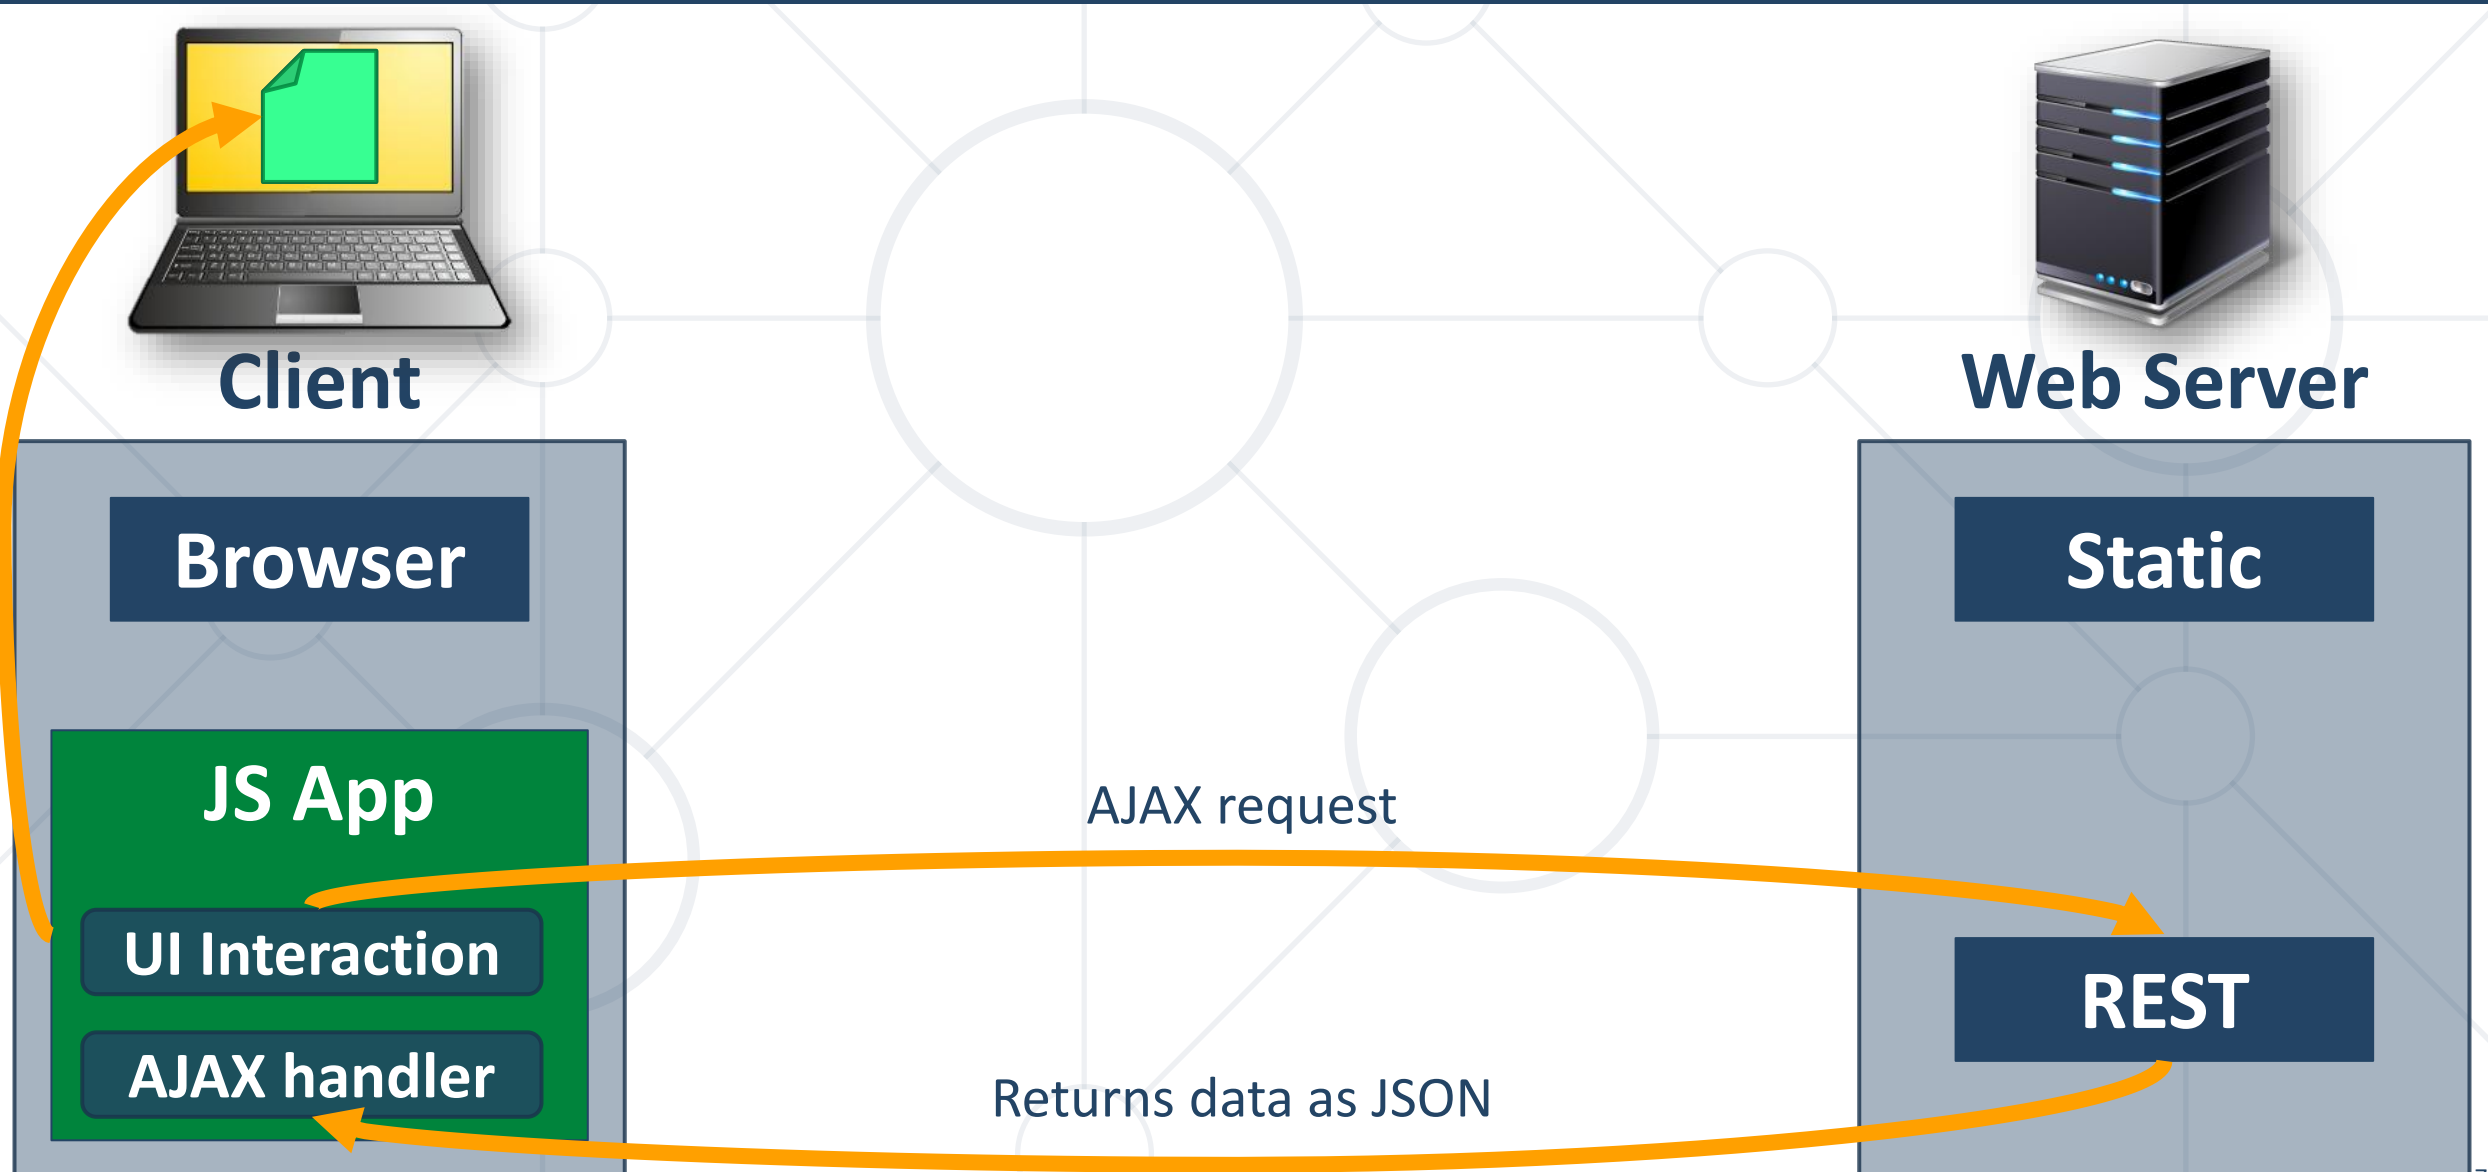 Client
Web Server
Browser
Static
JS App
AJAX request
UI Interaction
REST
AJAX handler
Returns data as JSON